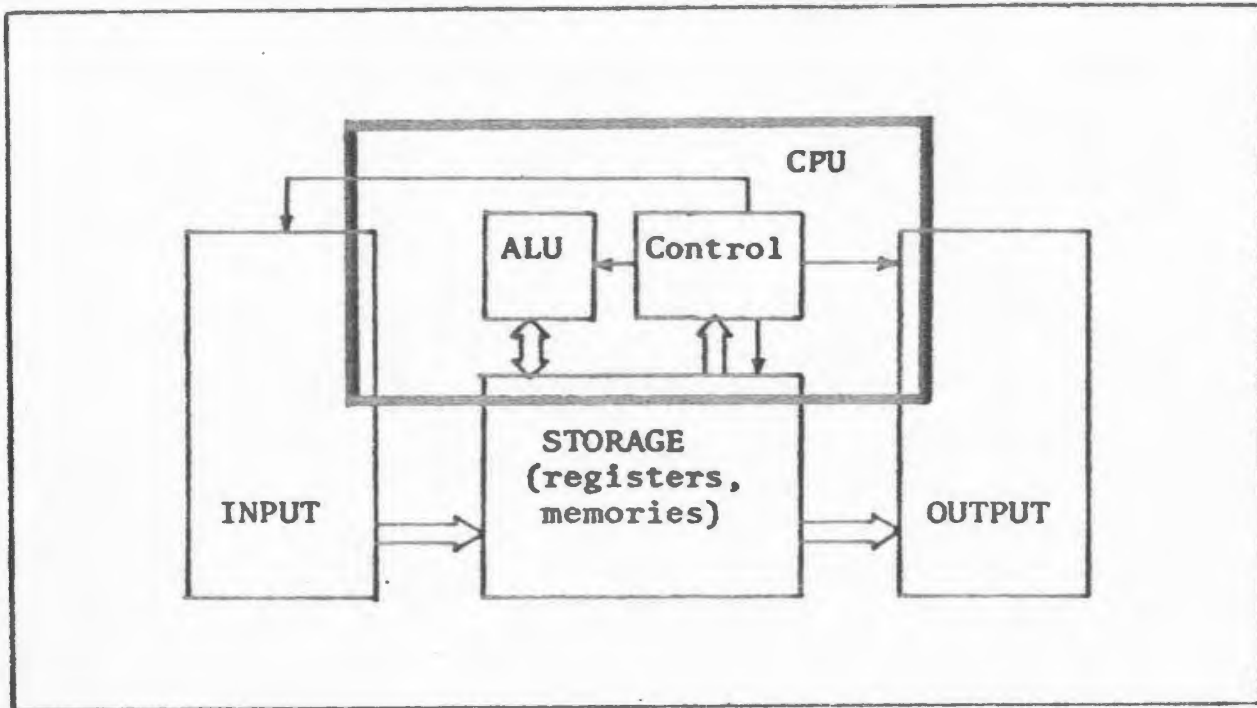 CPU
ALU
Control
STORAGE
(registers,
memories)
INPUT
OUTPUT